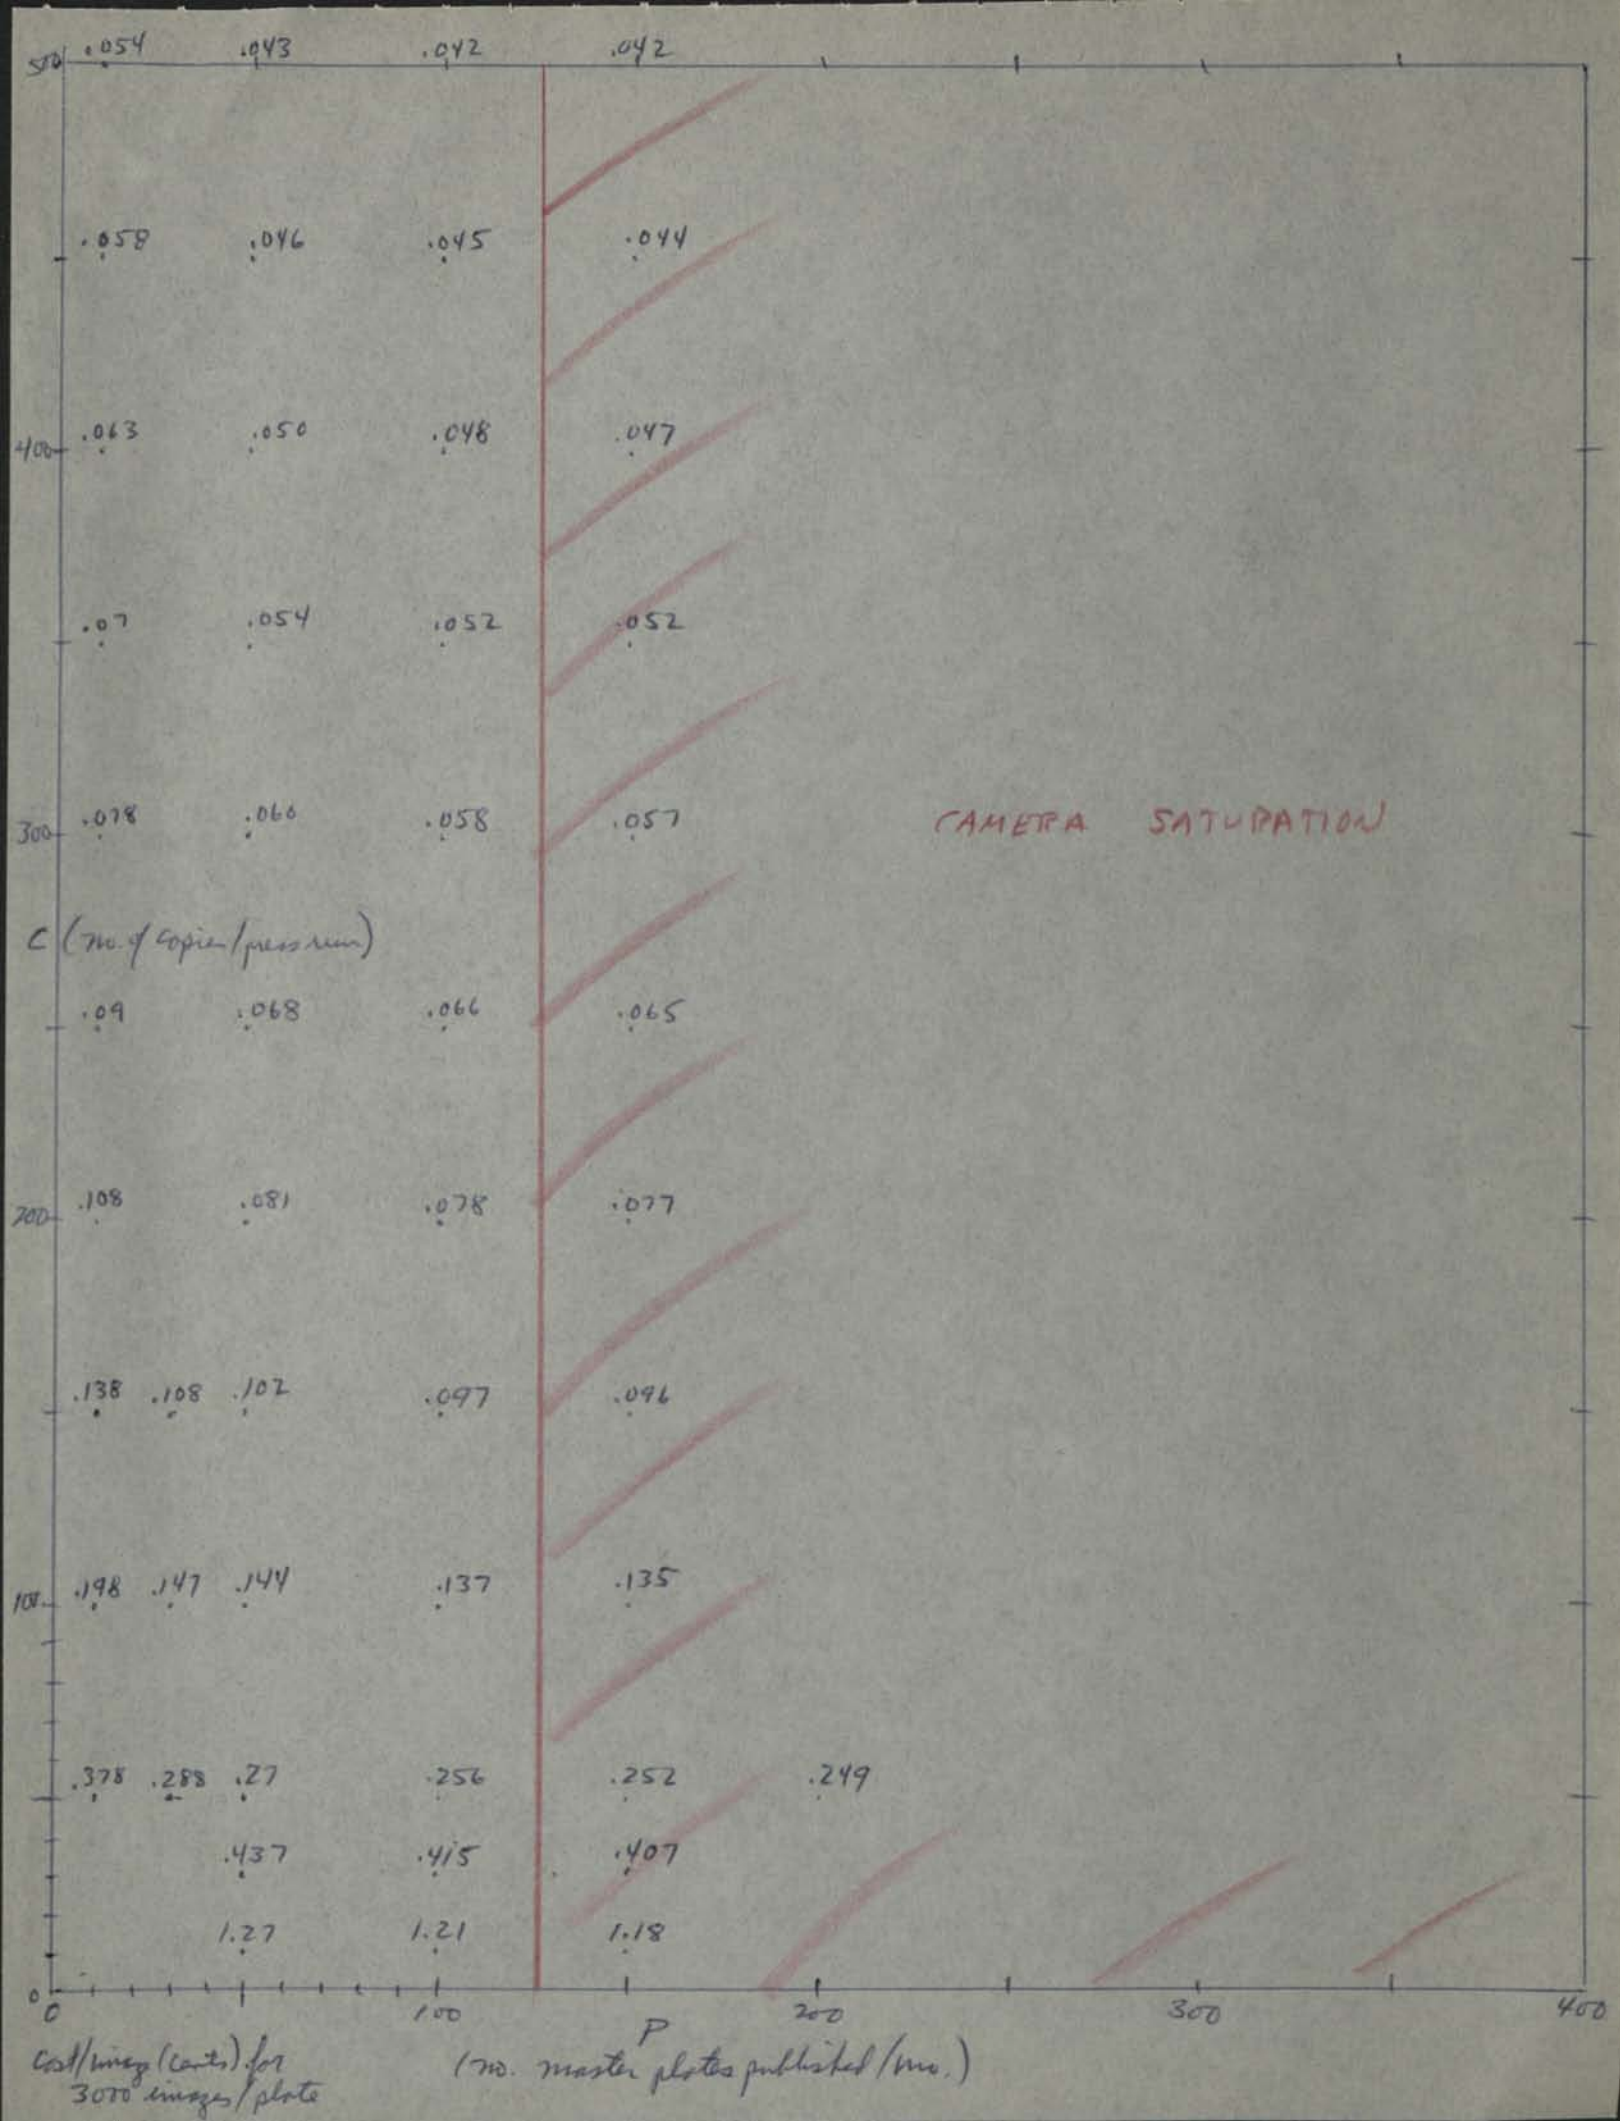 .054 .043 .042 .042
500
.058 .046 .045 .044
.063 .050 .048 .047
400
.07 .054 .052 .052
.078 .060 .058 .057
300
CAMERA SATURATION
C (no. of copies/press run)
.09 .068 .066 .065
.108 .081 .078 .077
200
.138 .108 .102 .097 .096
.198 .147 .144 .137 .135
100
.378 .288 .27 .256 .252 .249
.437 .415 .407
1.27 1.21 1.18
0
0 100 200 300 400
P
(no. master plates published/mo.)
Cost/image (cents) for
3000 images/plate